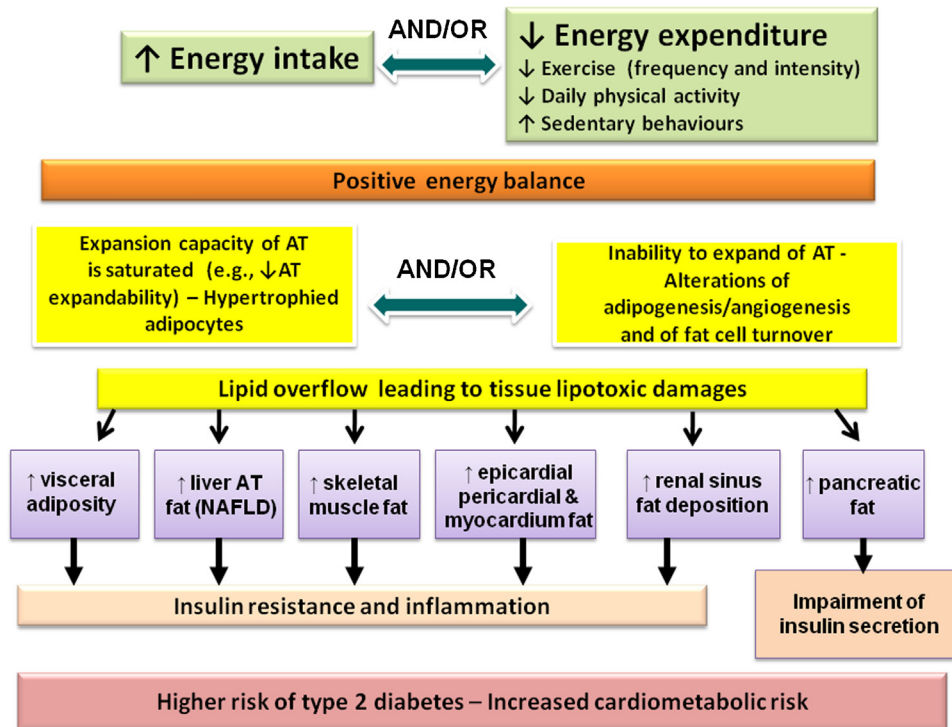 ↑ Energy intake
AND/OR
↓ Energy expenditure
↓ Exercise (frequency and intensity)
↓ Daily physical activity
↑ Sedentary behaviours
Positive energy balance
Expansion capacity of AT
is saturated (e.g., ↓AT
expandability) – Hypertrophied
adipocytes
AND/OR
Inability to expand of AT -
Alterations of
adipogenesis/angiogenesis
and of fat cell turnover
Lipid overflow leading to tissue lipotoxic damages
↑ visceral
adiposity
↑ liver AT
fat (NAFLD)
↑ skeletal
muscle fat
↑ epicardial
pericardial &
myocardium fat
↑ renal sinus
fat deposition
↑ pancreatic
fat
Insulin resistance and inflammation
Impairment of
insulin secretion
Higher risk of type 2 diabetes – Increased cardiometabolic risk